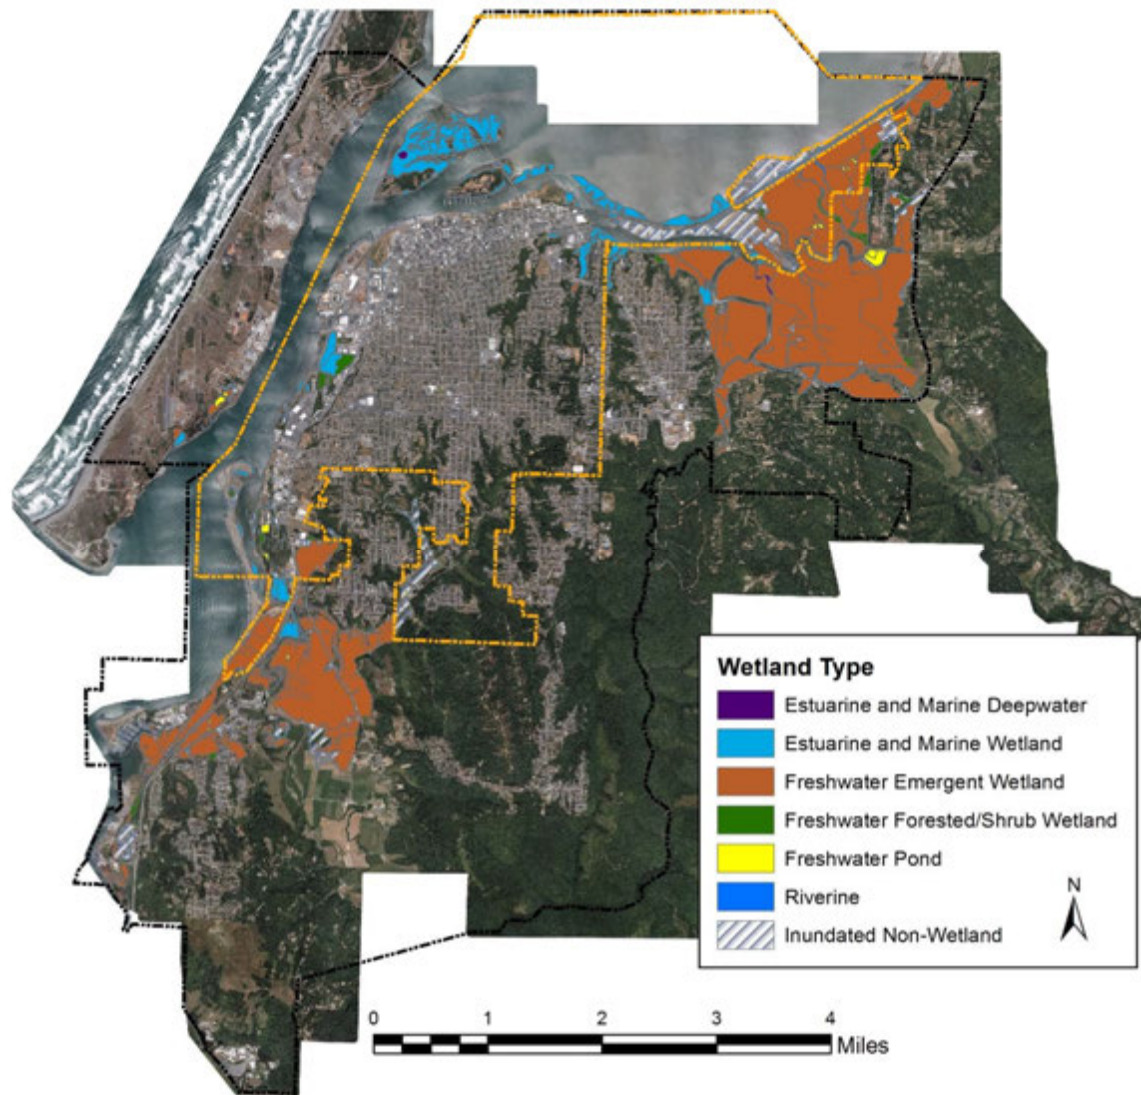 Wetland Type
Estuarine and Marine Deepwater
Estuarine and Marine Wetland
Freshwater Emergent Wetland
Freshwater Forested/Shrub Wetland
Freshwater Pond
Riverine
Inundated Non-Wetland
N
0 1 2 3 4
Miles